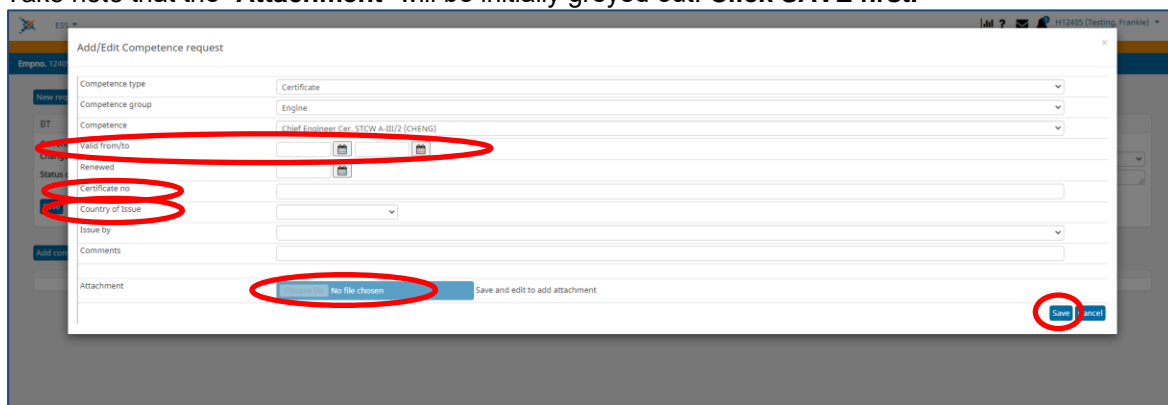 Take note that the "Attachment" will be initially greyed out. Click SAVE first.
ESS
? H12405 (Testing, Frankie)
Add/Edit Competence request
×
Empno. 1240
New req
Competence type Certificate
Competence group Engine
BT
Competence Chief Engineer Cer. STCW A-III/2 (CHENG)
Valid from/to
Chang
Renewed
Status
Certificate no
Country of Issue
Issue by
Add com
Comments
Attachment No file chosen Save and edit to add attachment
Save Cancel